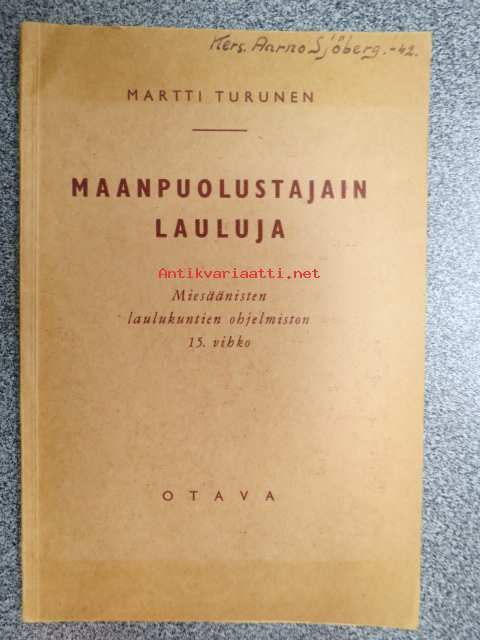 Kers. Aarno Sjöberg. -42.
MARTTI TURUNEN
MAANPUOLUSTAJAIN
LAULUJA
Antikvariaatti.net
Miesäänisten
laulukuntien ohjelmiston
15. vihko
OTAVA